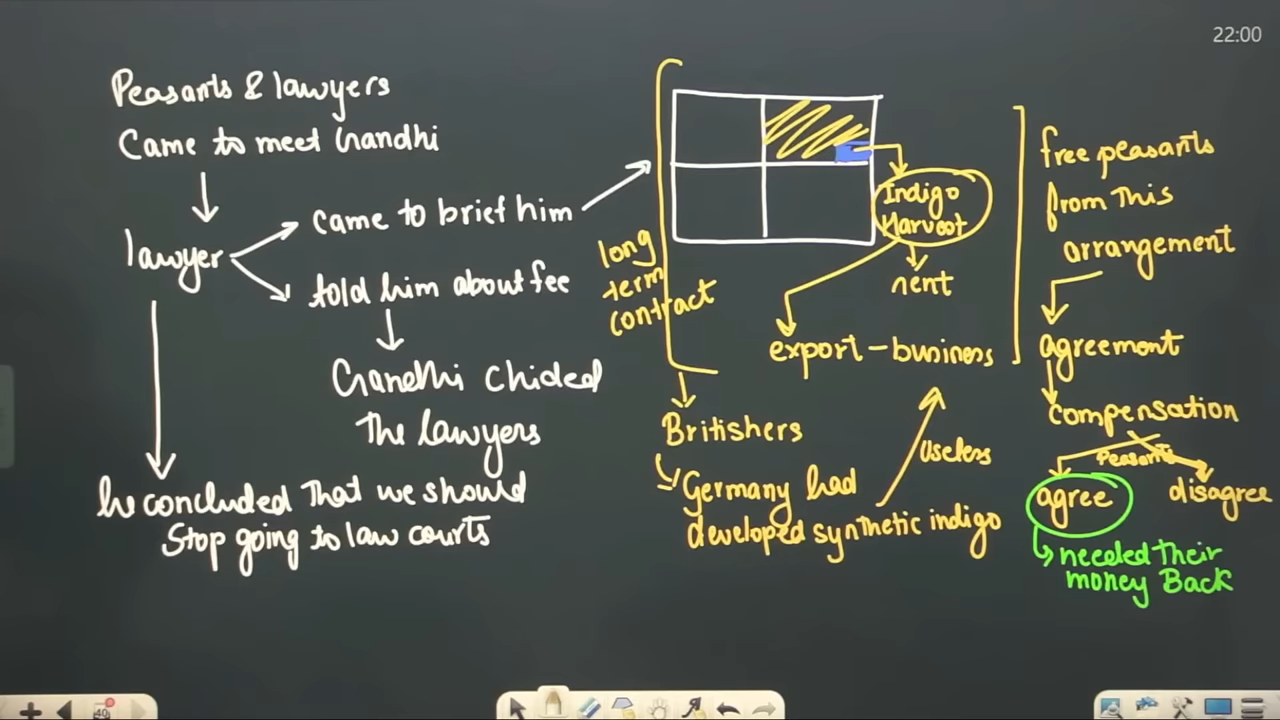 22:00
Peasants & lawyers
Came to meet Gandhi
lawyer
came to brief him
told him about fee
Gandhi chided
The lawyers
he concluded That we should
Stop going to law courts
long
term
contract
Indigo
Harvest
rent
export-business
Britishers
Germany had
developed synthetic indigo
Useless
free peasants
from This
arrangement
agreement
compensation
Peasants
agree
disagree
needed their
money Back
40